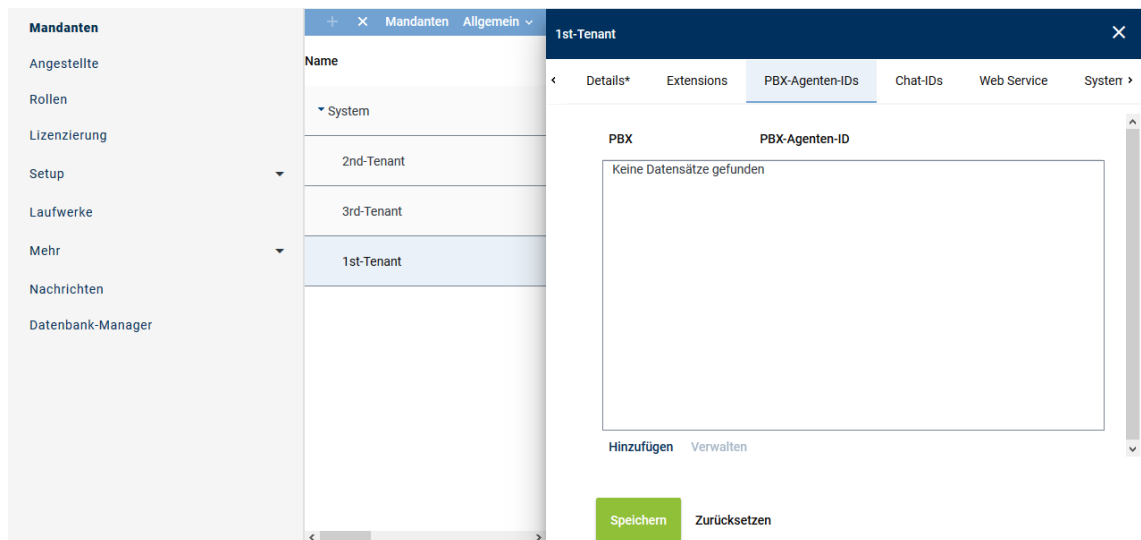 Mandanten
Angestellte
Rollen
Lizenzierung
Setup
Laufwerke
Mehr
Nachrichten
Datenbank-Manager
+ × Mandanten Allgemein
Name
System
2nd-Tenant
3rd-Tenant
1st-Tenant
1st-Tenant ×
Details* Extensions PBX-Agenten-IDs Chat-IDs Web Service System
PBX PBX-Agenten-ID
Keine Datensätze gefunden
Hinzufügen Verwalten
Speichern Zurücksetzen